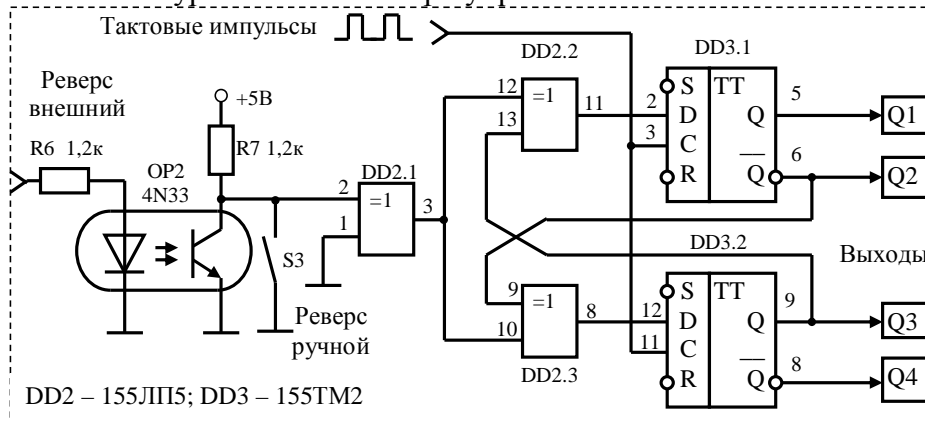 Тактовые импульсы
DD2.2
DD3.1
Реверс
внешний
+5В
R6 1,2к
OP2
4N33
R7 1,2к
DD2.1
2
1
=1
3
12
13
=1
11
2
3
S
D
C
R
TT
Q
Q
5
6
Q1
Q2
S3
Реверс
ручной
DD3.2
Выходы
9
10
=1
8
DD2.3
12
11
S
D
C
R
TT
Q
Q
9
8
Q3
Q4
DD2 – 155ЛП5; DD3 – 155ТМ2